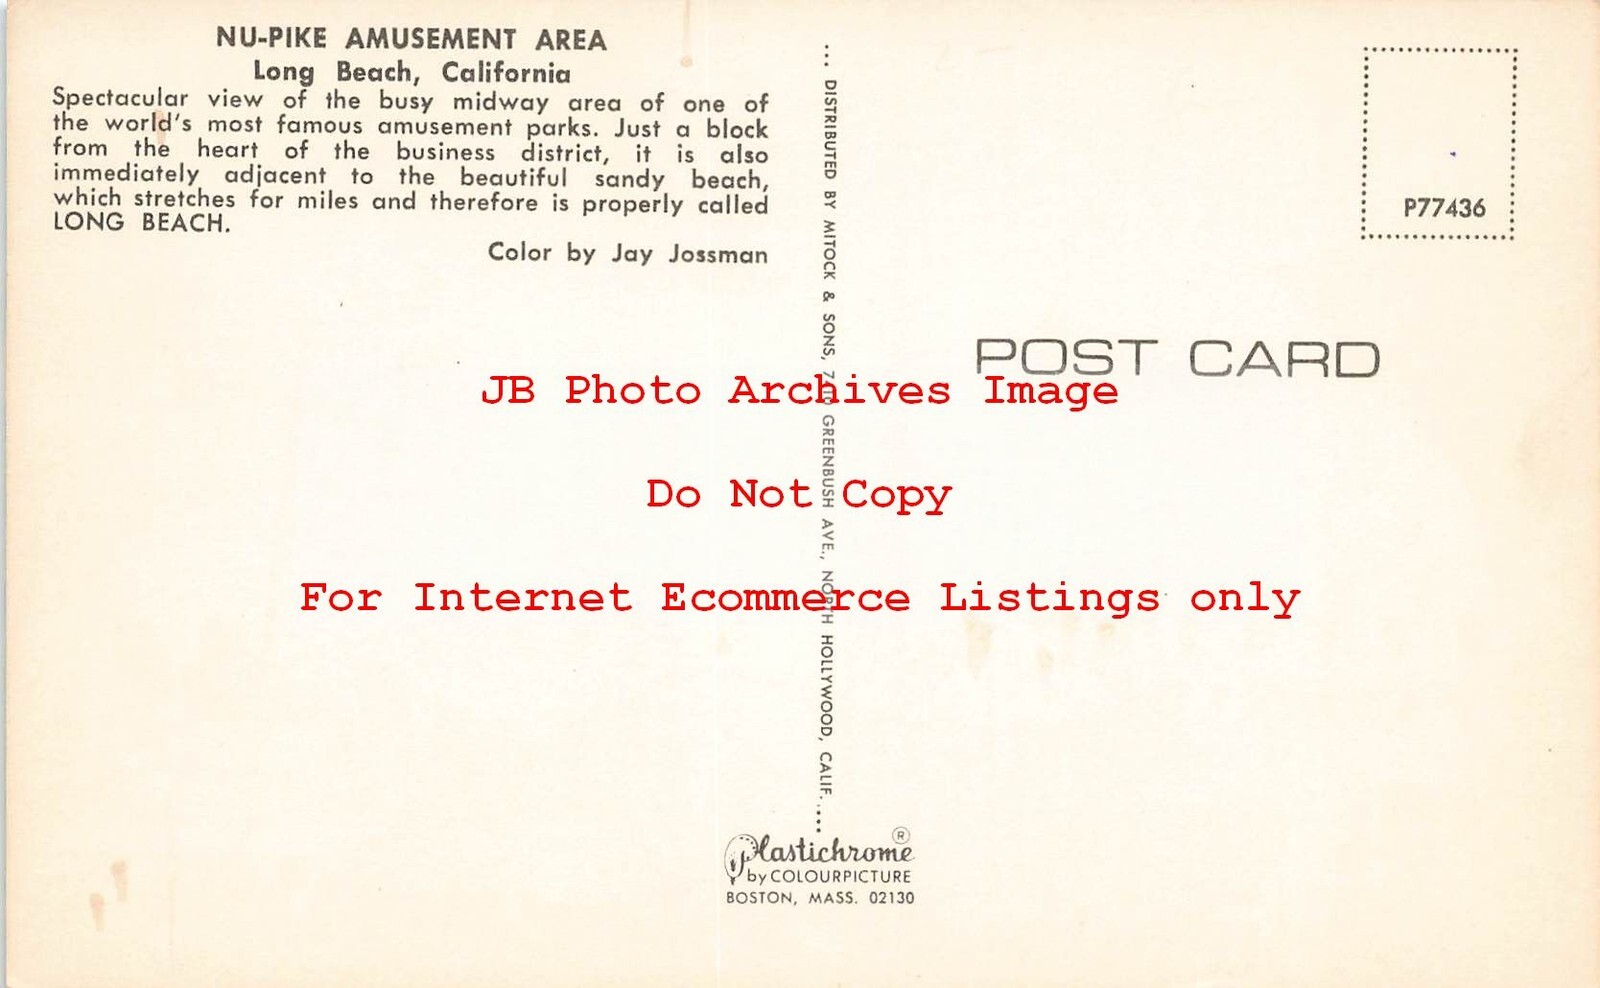 NU-PIKE AMUSEMENT AREA
Long Beach, California
Spectacular view of the busy midway area of one of
the world's most famous amusement parks. Just a block
from the heart of the business district, it is also
immediately adjacent to the beautiful sandy beach,
which stretches for miles and therefore is properly called
LONG BEACH.
Color by Jay Jossman
... DISTRIBUTED BY MITOCK & SONS, GREENBUSH AVE., NORTH HOLLYWOOD, CALIF. ....
P77436
POST CARD
JB Photo Archives Image
Do Not Copy
For Internet Ecommerce Listings only
Plastichrome ®
by COLOURPICTURE
BOSTON, MASS. 02130